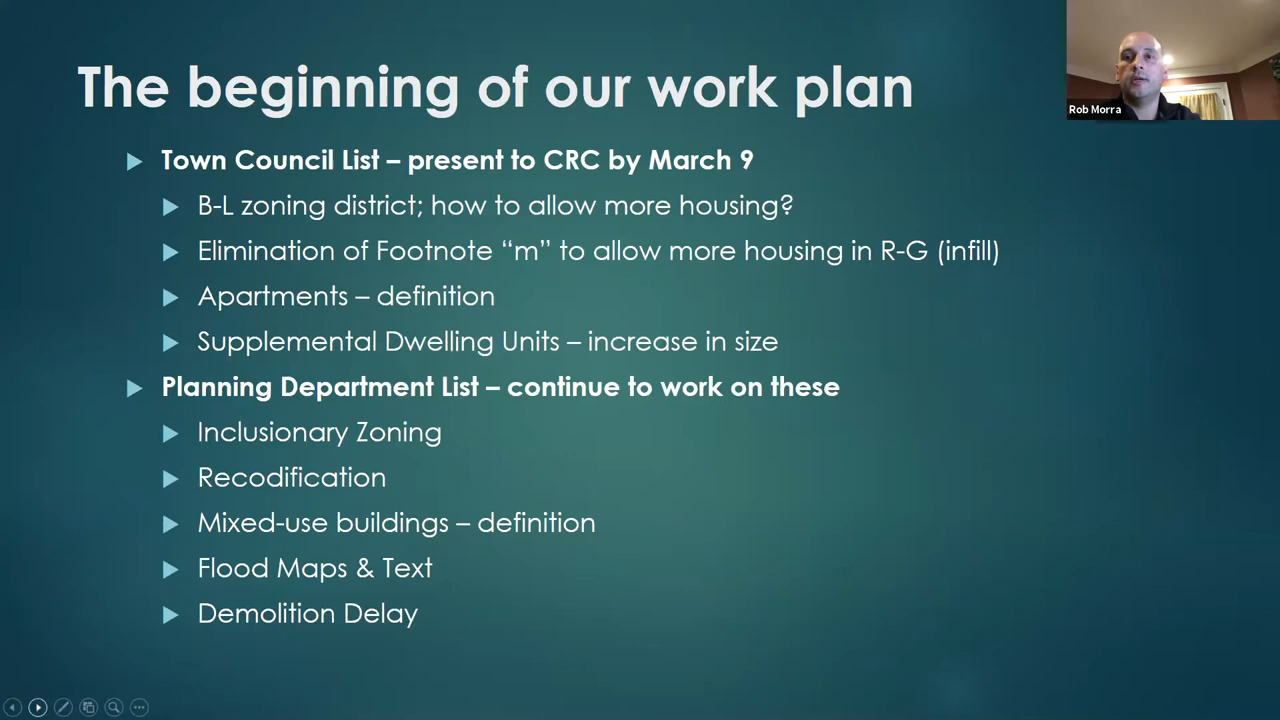 The beginning of our work plan
Rob Morra
Town Council List – present to CRC by March 9
B-L zoning district; how to allow more housing?
Elimination of Footnote “m” to allow more housing in R-G (infill)
Apartments – definition
Supplemental Dwelling Units – increase in size
Planning Department List – continue to work on these
Inclusionary Zoning
Recodification
Mixed-use buildings – definition
Flood Maps & Text
Demolition Delay